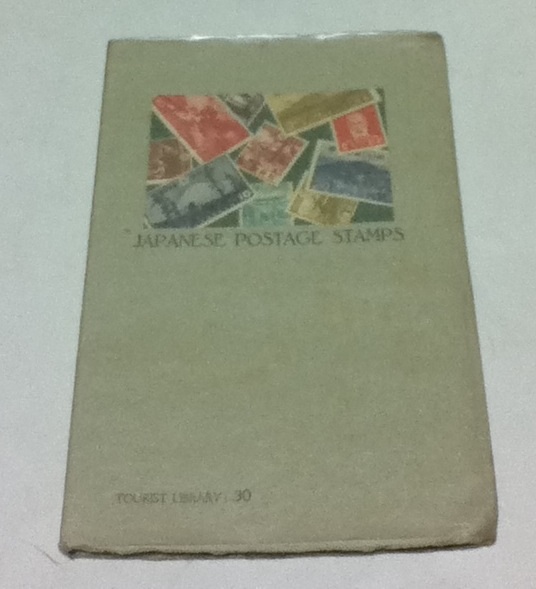 JAPANESE POSTAGE STAMPS
TOURIST LIBRARY : 30